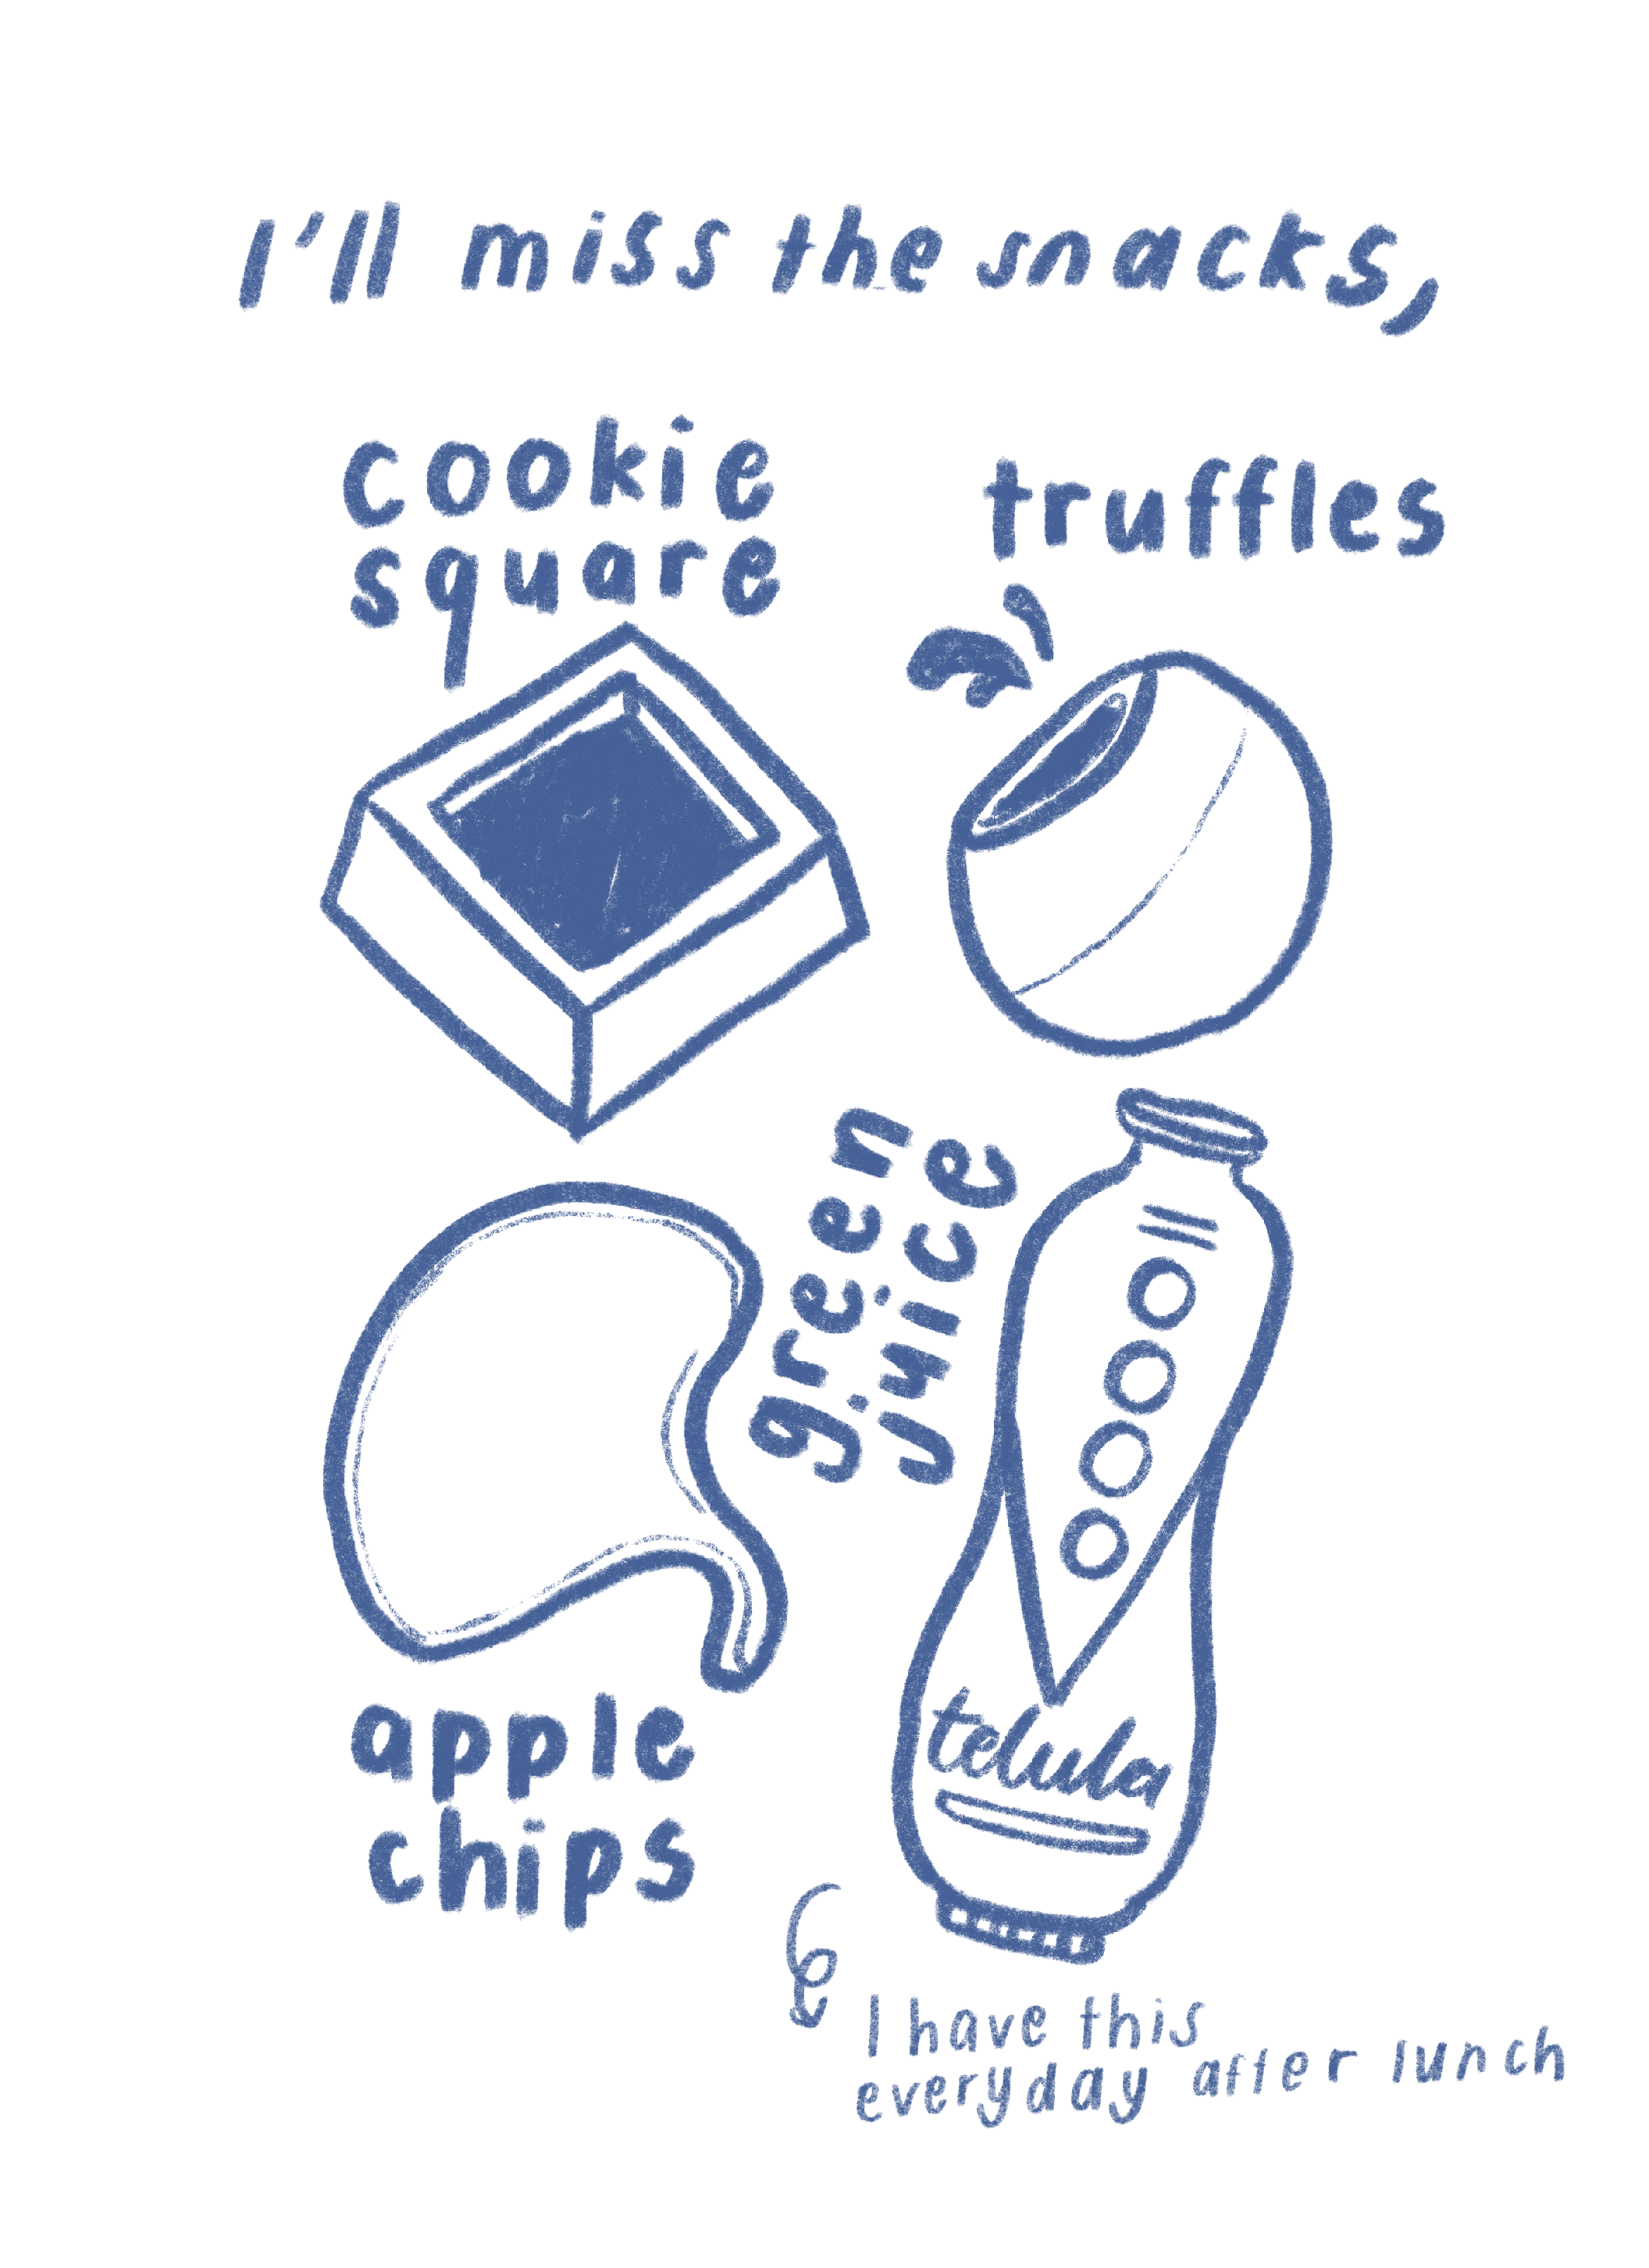 I'll miss the snacks,
cookie
square
truffles
green
juice
telula
apple
chips
I have this
everyday after lunch